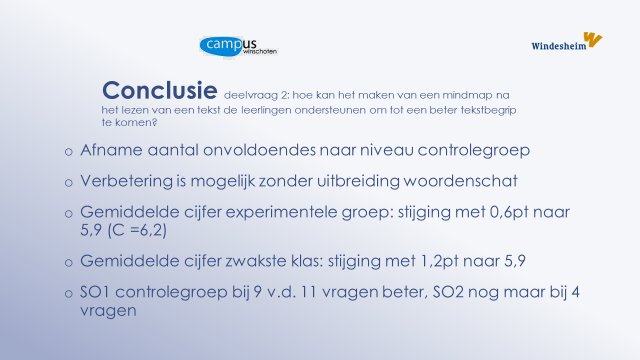 campus
winschoten
Windesheim
Conclusie deelvraag 2: hoe kan het maken van een mindmap na
het lezen van een tekst de leerlingen ondersteunen om tot een beter tekstbegrip
te komen?
o Afname aantal onvoldoendes naar niveau controlegroep
o Verbetering is mogelijk zonder uitbreiding woordenschat
o Gemiddelde cijfer experimentele groep: stijging met 0,6pt naar
5,9 (C =6,2)
o Gemiddelde cijfer zwakste klas: stijging met 1,2pt naar 5,9
o SO1 controlegroep bij 9 v.d. 11 vragen beter, SO2 nog maar bij 4
vragen